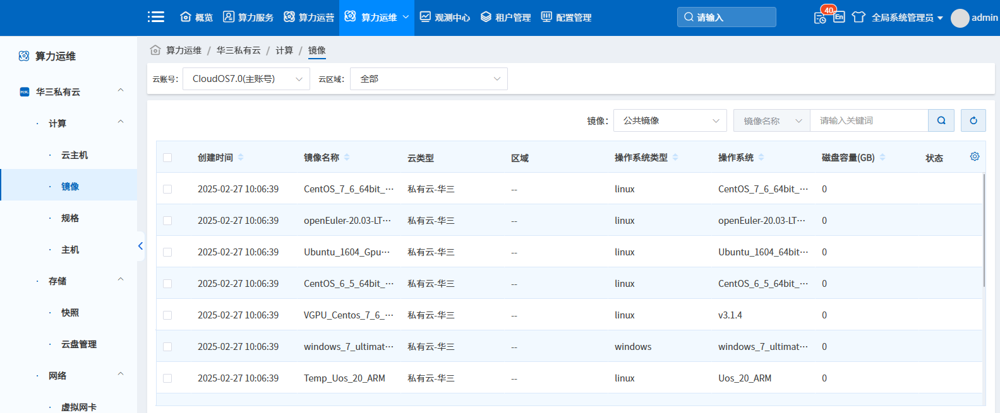 概览 算力服务 算力运营 算力运维 观测中心 租户管理 配置管理 请输入 40 En 全局系统管理员 admin
算力运维
算力运维 / 华三私有云 / 计算 / 镜像
云账号: CloudOS7.0(主账号) 云区域: 全部
H3C 华三私有云
计算
云主机
镜像
规格
主机
存储
快照
云盘管理
网络
虚拟网卡
镜像: 公共镜像 镜像名称 请输入关键词
创建时间 镜像名称 云类型 区域 操作系统类型 操作系统 磁盘容量(GB) 状态
2025-02-27 10:06:39 CentOS_7_6_64bit_··· 私有云-华三 -- linux CentOS_7_6_64bit_··· 0
2025-02-27 10:06:39 openEuler-20.03-LT··· 私有云-华三 -- linux openEuler-20.03-LT··· 0
2025-02-27 10:06:39 Ubuntu_1604_Gpu··· 私有云-华三 -- linux Ubuntu_1604_64bit··· 0
2025-02-27 10:06:39 CentOS_6_5_64bit_··· 私有云-华三 -- linux CentOS_6_5_64bit_··· 0
2025-02-27 10:06:39 VGPU_Centos_7_6_··· 私有云-华三 -- linux v3.1.4 0
2025-02-27 10:06:39 windows_7_ultimat··· 私有云-华三 -- windows windows_7_ultimat··· 0
2025-02-27 10:06:39 Temp_Uos_20_ARM 私有云-华三 -- linux Uos_20_ARM 0